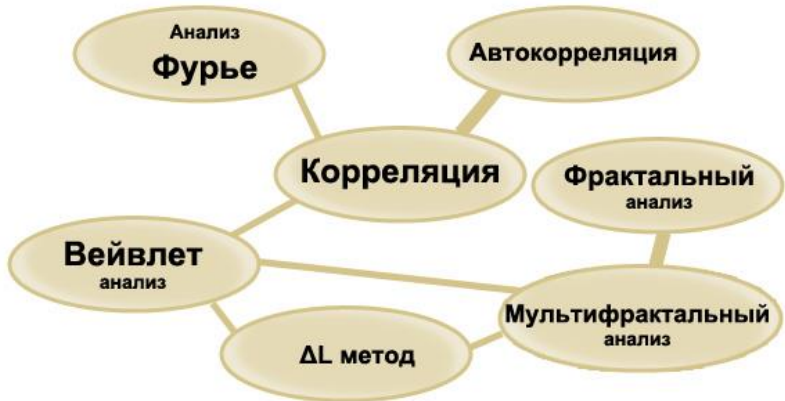 Анализ
Фурье
Автокорреляция
Корреляция
Фрактальный
анализ
Вейвлет
анализ
Мультифрактальный
анализ
ΔL метод